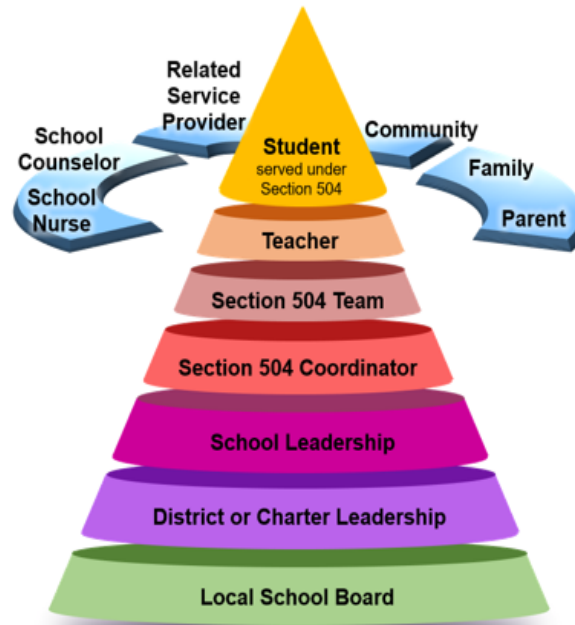 Related
Service
Provider
School
Counselor
School
Nurse
Student
served under
Section 504
Community
Family
Parent
Teacher
Section 504 Team
Section 504 Coordinator
School Leadership
District or Charter Leadership
Local School Board